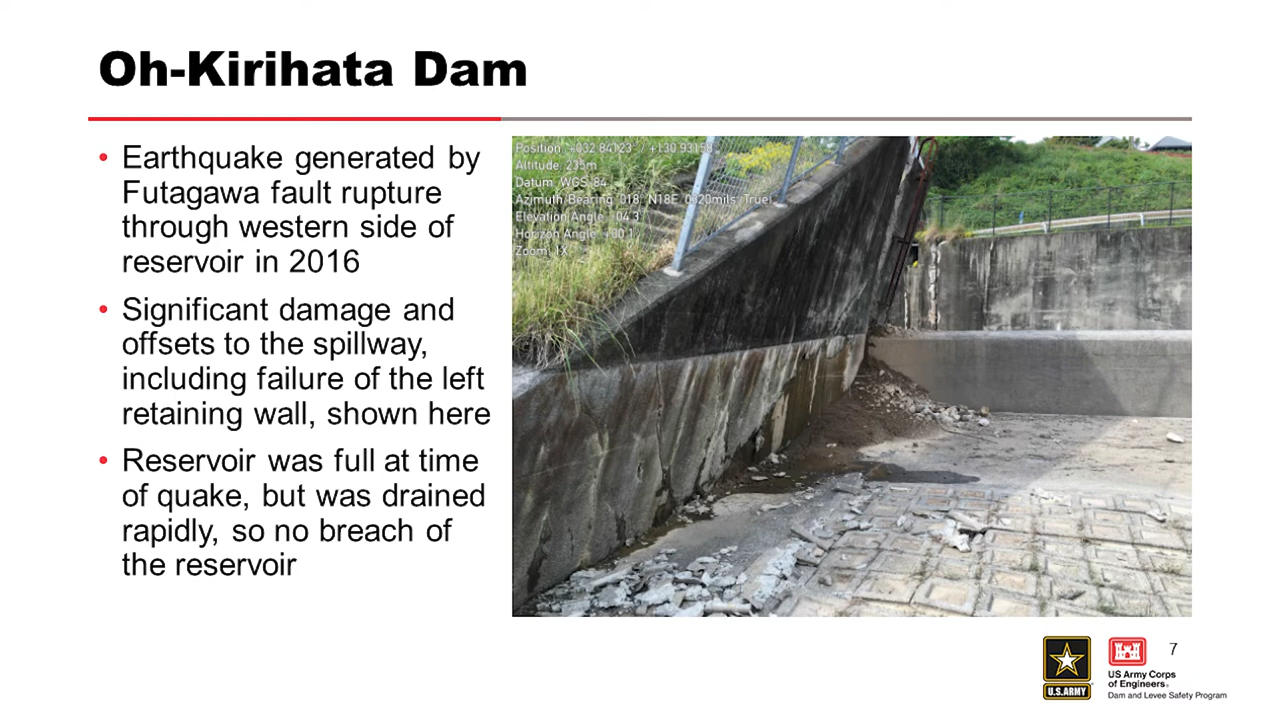 Oh-Kirihata Dam
• Earthquake generated by
Futagawa fault rupture
through western side of
reservoir in 2016
• Significant damage and
offsets to the spillway,
including failure of the left
retaining wall, shown here
• Reservoir was full at time
of quake, but was drained
rapidly, so no breach of
the reservoir
Position: +032.84123° / +130.93158°
Altitude: 235m
Datum: WGS-84
Azimuth/Bearing: 018° N18E 0320mils True
Elevation Angle: -04.3°
Horizon Angle: +00.1°
Zoom: 1X
U.S.ARMY
US Army Corps
of Engineers®
Dam and Levee Safety Program
7